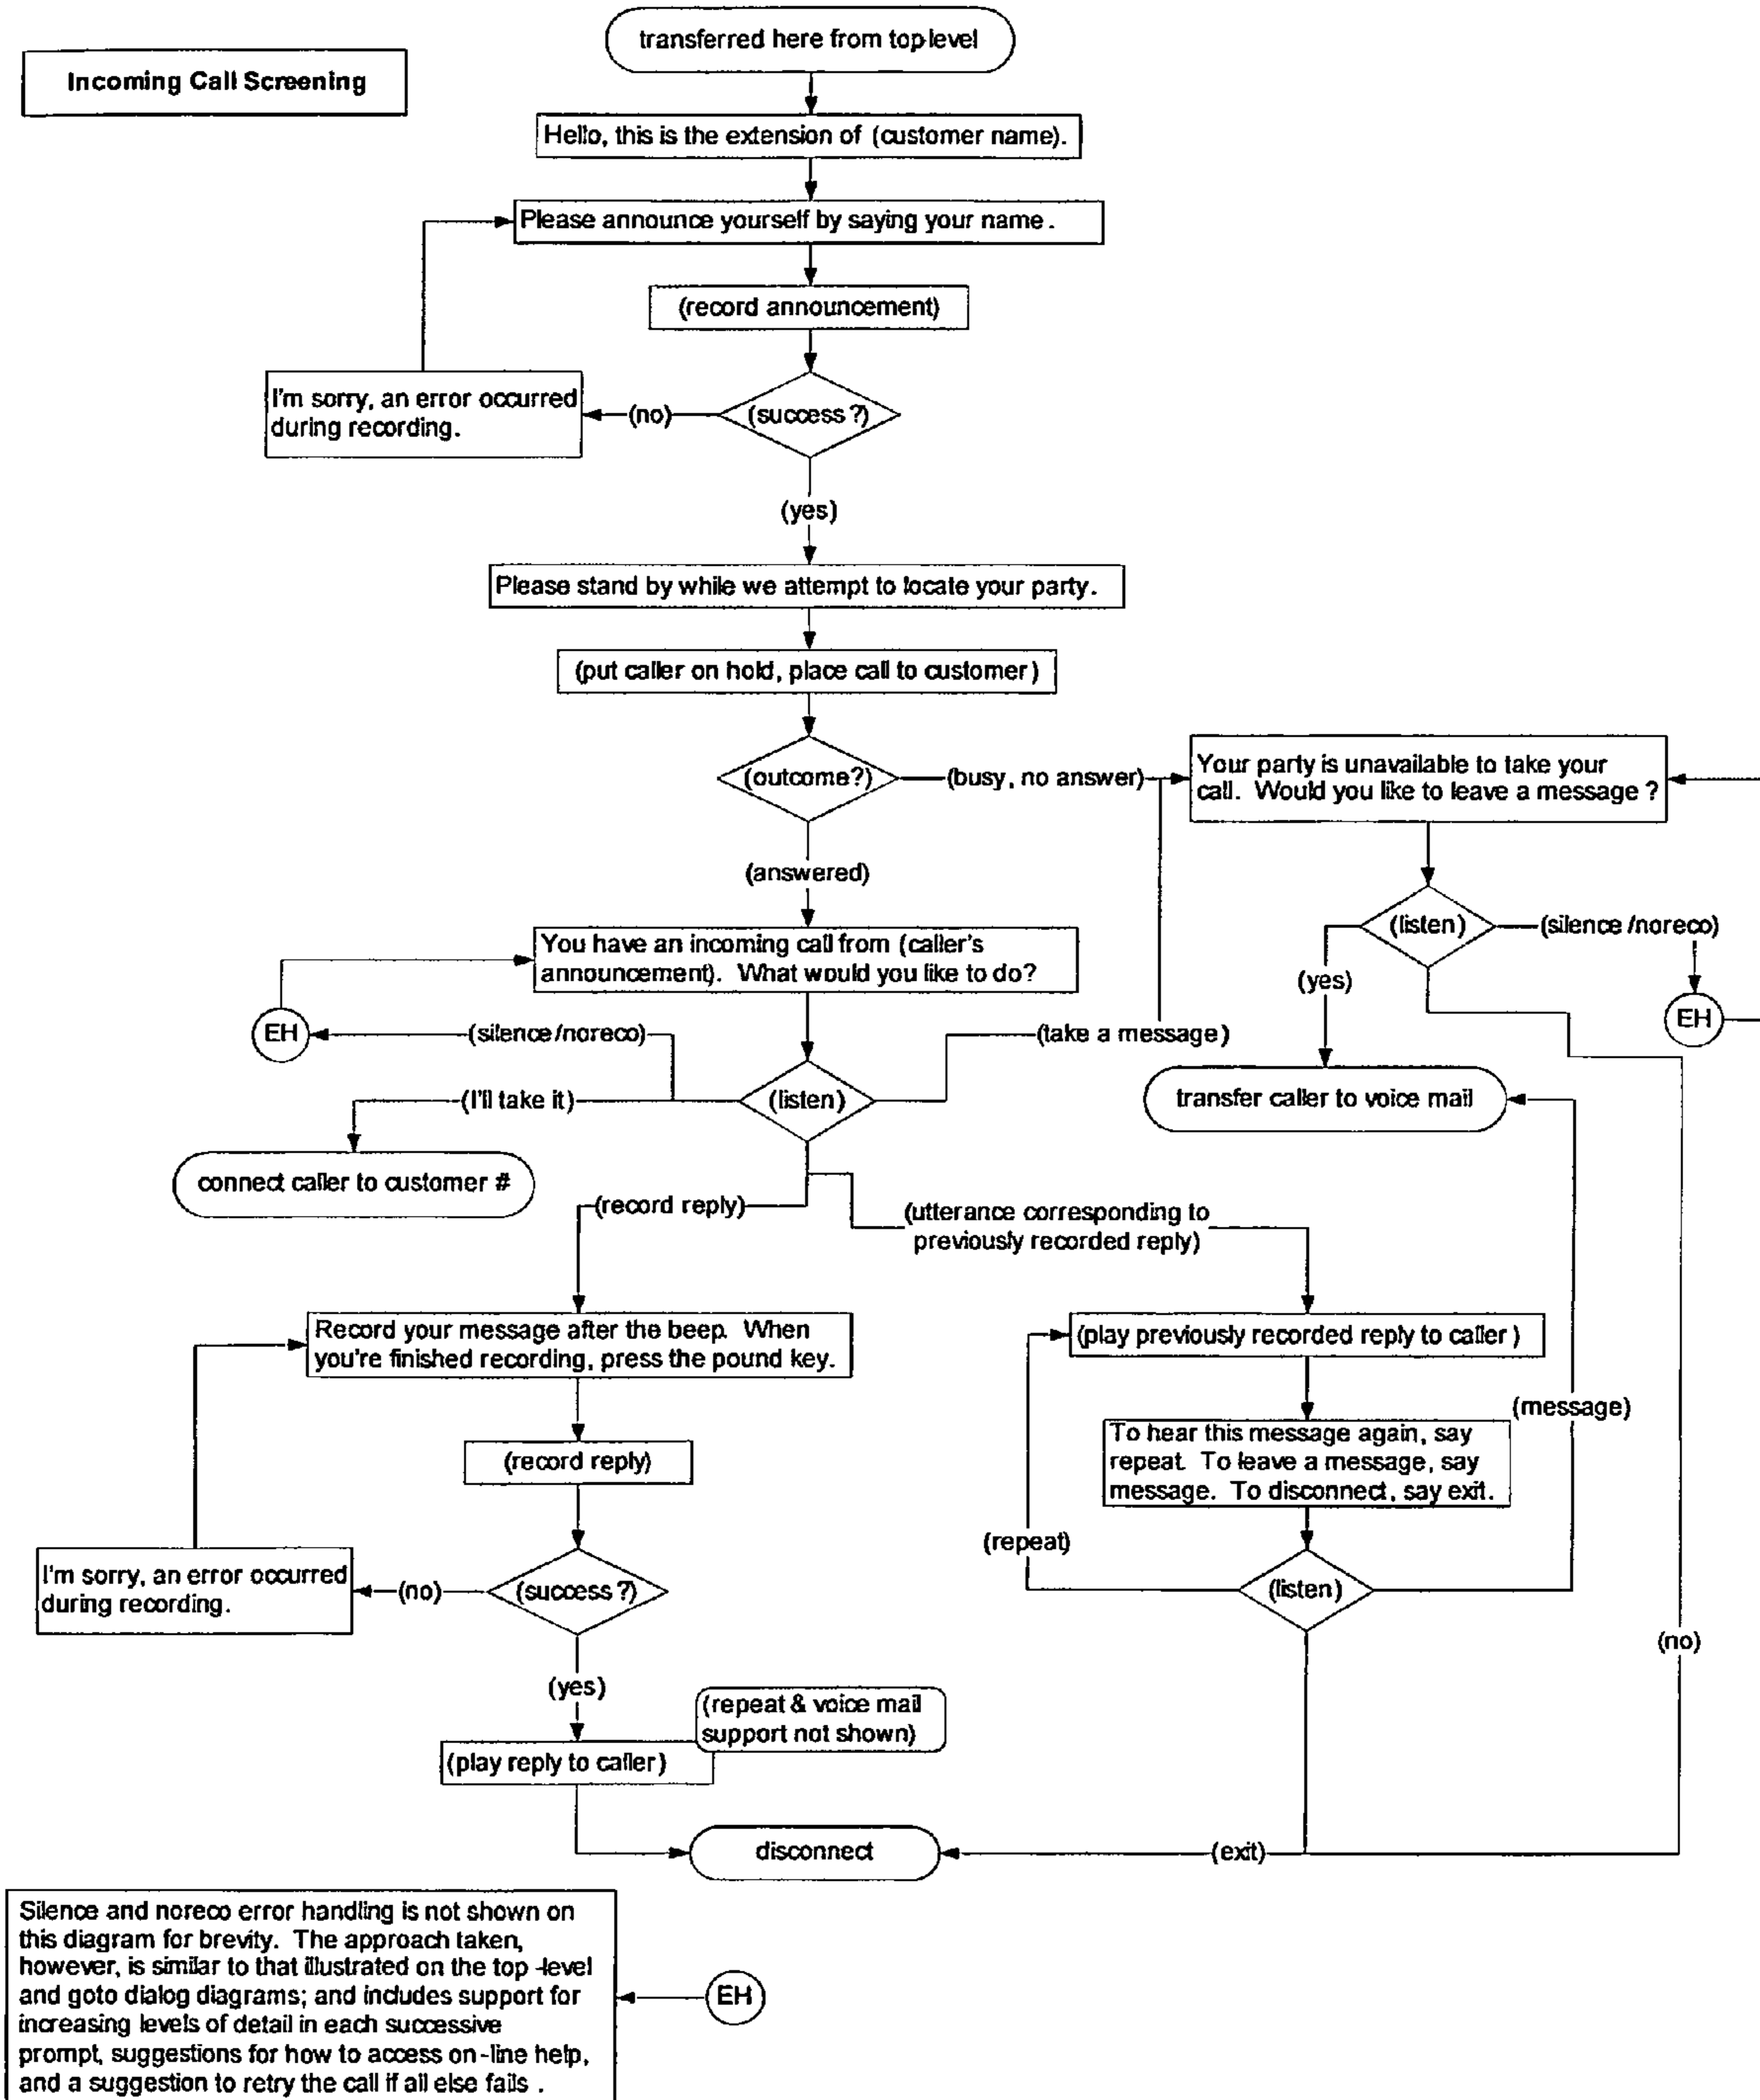 transferred here from top level
Incoming Call Screening
Hello, this is the extension of (customer name).
Please announce yourself by saying your name.
(record announcement)
I'm sorry, an error occurred
during recording.
(no)
(success?)
(yes)
Please stand by while we attempt to locate your party.
(put caller on hold, place call to customer)
(outcome?)
(busy, no answer)
Your party is unavailable to take your
call. Would you like to leave a message?
(answered)
(listen)
(silence/noreco)
You have an incoming call from (caller's
announcement). What would you like to do?
(yes)
EH
EH
(silence/noreco)
(take a message)
(I'll take it)
(listen)
transfer caller to voice mail
connect caller to customer #
(record reply)
(utterance corresponding to
previously recorded reply)
Record your message after the beep. When
you're finished recording, press the pound key.
(play previously recorded reply to caller)
(message)
(record reply)
To hear this message again, say
repeat. To leave a message, say
message. To disconnect, say exit.
(repeat)
I'm sorry, an error occurred
during recording.
(no)
(success?)
(listen)
(no)
(yes)
(repeat & voice mail
support not shown)
(play reply to caller)
disconnect
(exit)
Silence and noreco error handling is not shown on
this diagram for brevity. The approach taken,
however, is similar to that illustrated on the top-level
and goto dialog diagrams; and includes support for
increasing levels of detail in each successive
prompt, suggestions for how to access on-line help,
and a suggestion to retry the call if all else fails.
EH